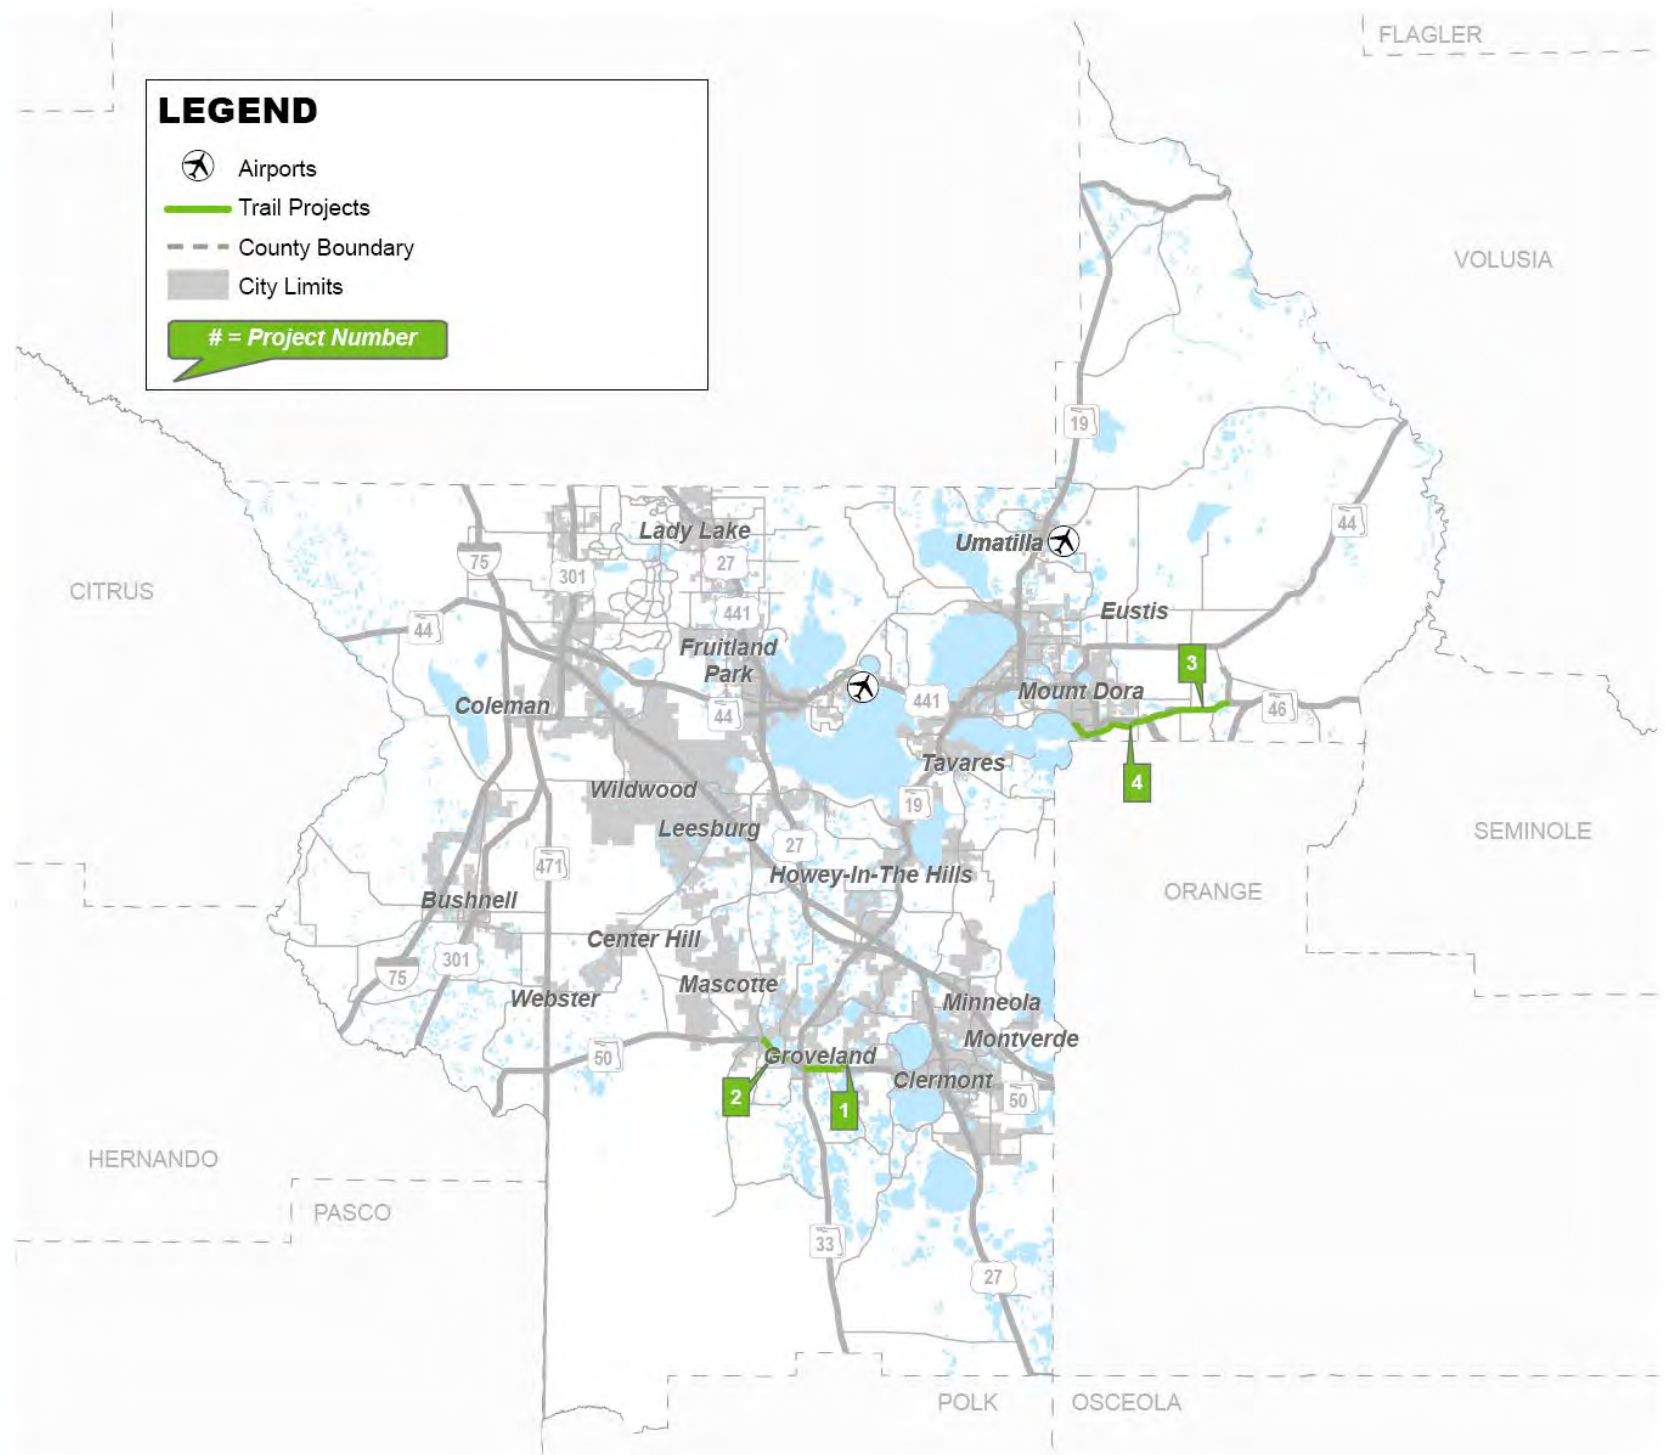 FLAGLER
LEGEND
Airports
Trail Projects
County Boundary
City Limits
# = Project Number
VOLUSIA
19
44
Lady Lake
Umatilla
75
301
27
CITRUS
441
Eustis
44
Fruitland
Park
3
Mount Dora
Coleman
44
441
46
Tavares
4
Wildwood
19
Leesburg
SEMINOLE
27
471
Howey-In-The Hills
ORANGE
Bushnell
Center Hill
301
75
Mascotte
Webster
Minneola
Montverde
50
Groveland
Clermont
2
1
50
HERNANDO
PASCO
33
27
POLK
OSCEOLA